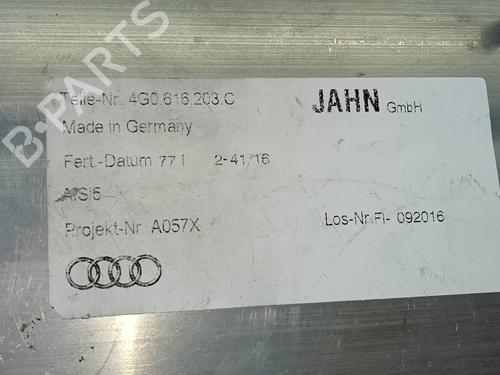 B-PARTS
Teile-Nr. 4G0.616.203.C JAHN GmbH
Made in Germany
Fert.-Datum 77 I 2-41/16
AlSi5
Projekt-Nr. A057X Los-Nr.Fl- 092016